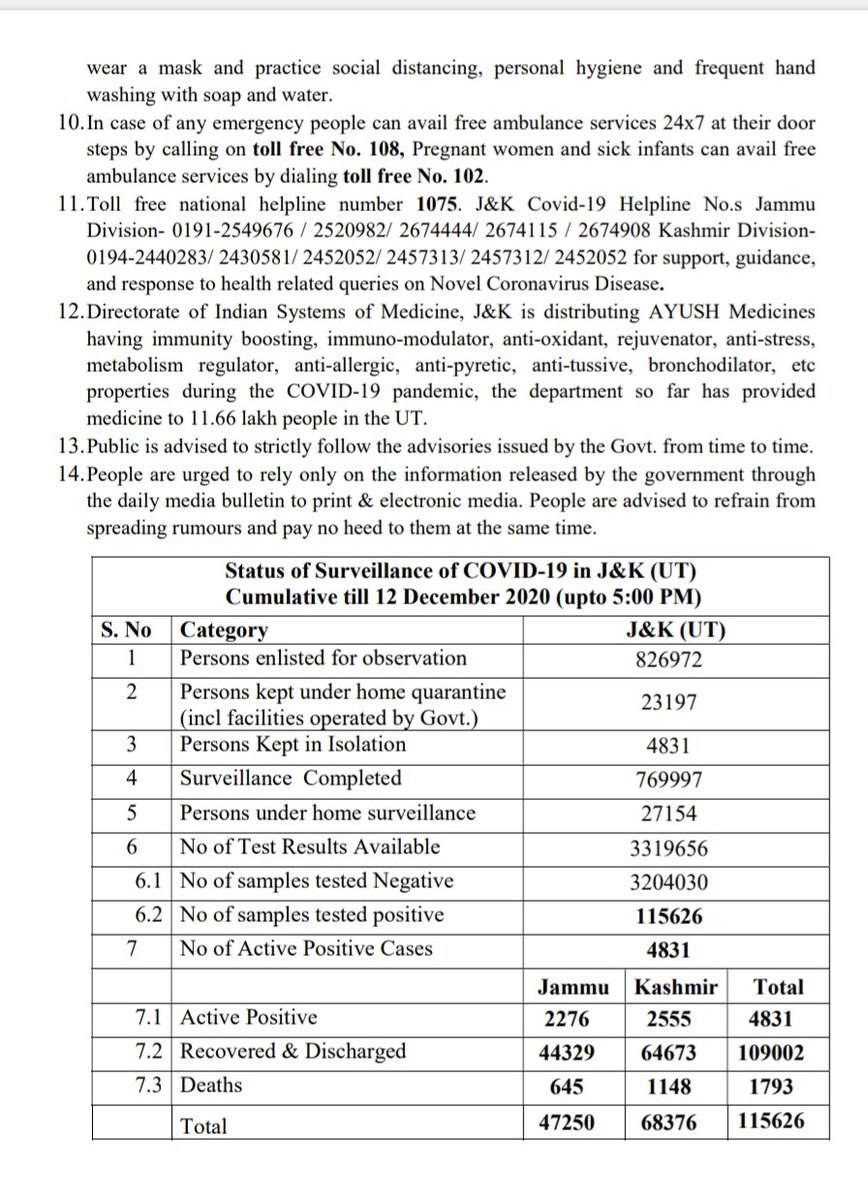 wear a mask and practice social distancing, personal hygiene and frequent hand
washing with soap and water.
10.In case of any emergency people can avail free ambulance services 24x7 at their door
steps by calling on toll free No. 108, Pregnant women and sick infants can avail free
ambulance services by dialing toll free No. 102.
11.Toll free national helpline number 1075. J&K Covid-19 Helpline No.s Jammu
Division- 0191-2549676 / 2520982/ 2674444/ 2674115 / 2674908 Kashmir Division-
0194-2440283/ 2430581/ 2452052/ 2457313/ 2457312/ 2452052 for support, guidance,
and response to health related queries on Novel Coronavirus Disease.
12.Directorate of Indian Systems of Medicine, J&K is distributing AYUSH Medicines
having immunity boosting, immuno-modulator, anti-oxidant, rejuvenator, anti-stress,
metabolism regulator, anti-allergic, anti-pyretic, anti-tussive, bronchodilator, etc
properties during the COVID-19 pandemic, the department so far has provided
medicine to 11.66 lakh people in the UT.
13.Public is advised to strictly follow the advisories issued by the Govt. from time to time.
14.People are urged to rely only on the information released by the government through
the daily media bulletin to print & electronic media. People are advised to refrain from
spreading rumours and pay no heed to them at the same time.
Status of Surveillance of COVID-19 in J&K (UT)
Cumulative till 12 December 2020 (upto 5:00 PM)
S. No Category J&K (UT)
1 Persons enlisted for observation 826972
2 Persons kept under home quarantine
(incl facilities operated by Govt.) 23197
3 Persons Kept in Isolation 4831
4 Surveillance Completed 769997
5 Persons under home surveillance 27154
6 No of Test Results Available 3319656
6.1 No of samples tested Negative 3204030
6.2 No of samples tested positive 115626
7 No of Active Positive Cases 4831
Jammu Kashmir Total
7.1 Active Positive 2276 2555 4831
7.2 Recovered & Discharged 44329 64673 109002
7.3 Deaths 645 1148 1793
Total 47250 68376 115626